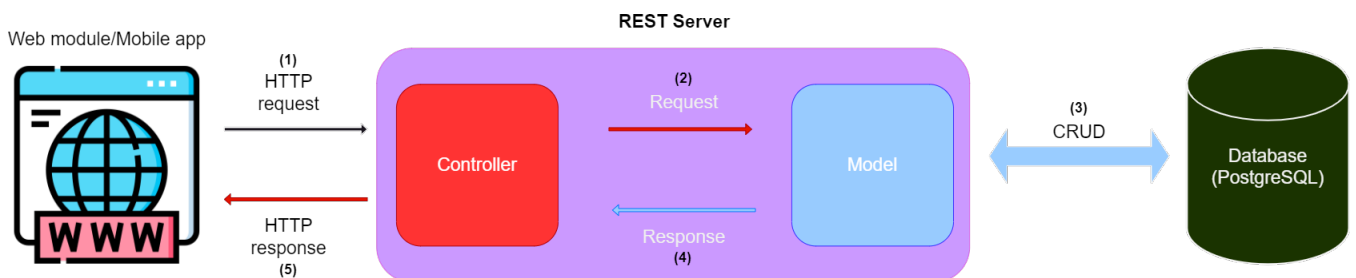 REST Server
Web module/Mobile app
(1)
HTTP
request
WWW
HTTP
response
(5)
Controller
(2)
Request
Response
(4)
Model
(3)
CRUD
Database
(PostgreSQL)